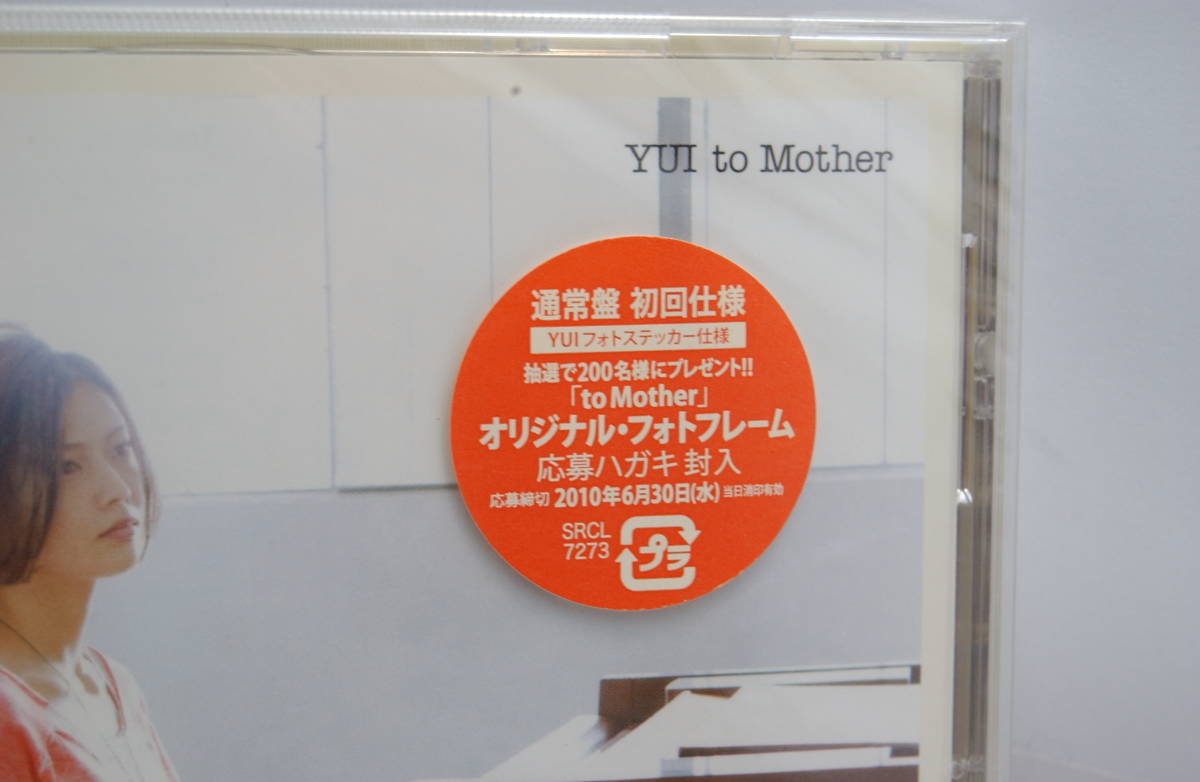 YUI to Mother
通常盤 初回仕様
YUIフォトステッカー仕様
抽選で200名様にプレゼント!!
「to Mother」
オリジナル・フォトフレーム
応募ハガキ 封入
応募締切 2010年6月30日(水) 当日消印有効
SRCL
7273
プラ